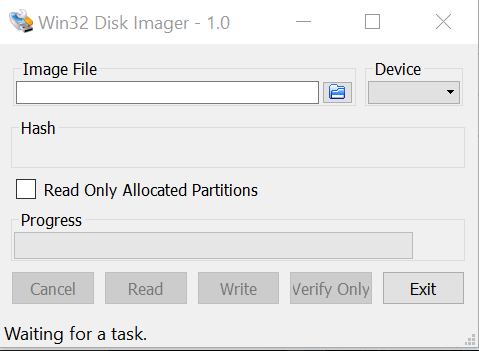 Win32 Disk Imager - 1.0
Image File
Device
Hash
Read Only Allocated Partitions
Progress
Cancel Read Write Verify Only Exit
Waiting for a task.